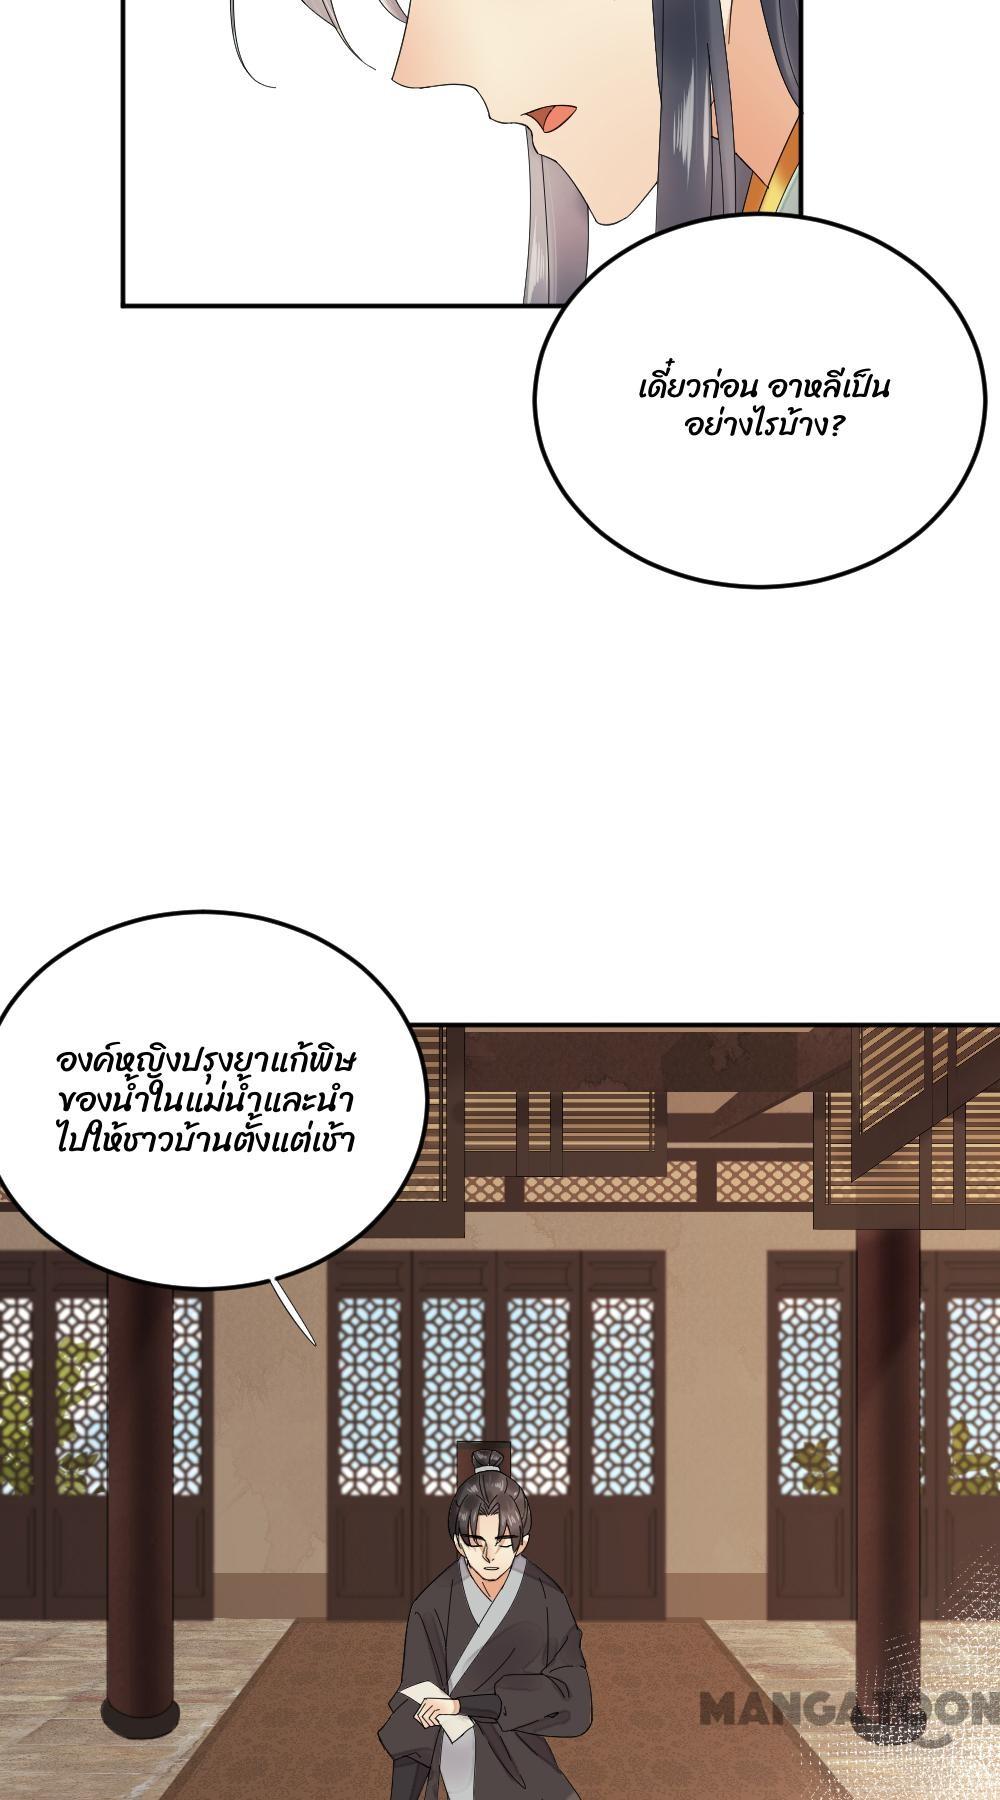 เดี๋ยวก่อน อาหลีเป็น
อย่างไรบ้าง?
องค์หญิงปรุงยาแก้พิษ
ของน้ำในแม่น้ำและนำ
ไปให้ชาวบ้านตั้งแต่เช้า
MANGATOON